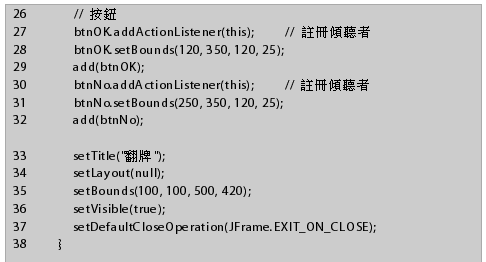 26 // 按鈕
27 btnOK.addActionListener(this); // 註冊傾聽者
28 btnOK.setBounds(120, 350, 120, 25);
29 add(btnOK);
30 btnNo.addActionListener(this); // 註冊傾聽者
31 btnNo.setBounds(250, 350, 120, 25);
32 add(btnNo);
33 setTitle("翻牌");
34 setLayout(null);
35 setBounds(100, 100, 500, 420);
36 setVisible(true);
37 setDefaultCloseOperation(JFrame.EXIT_ON_CLOSE);
38 }